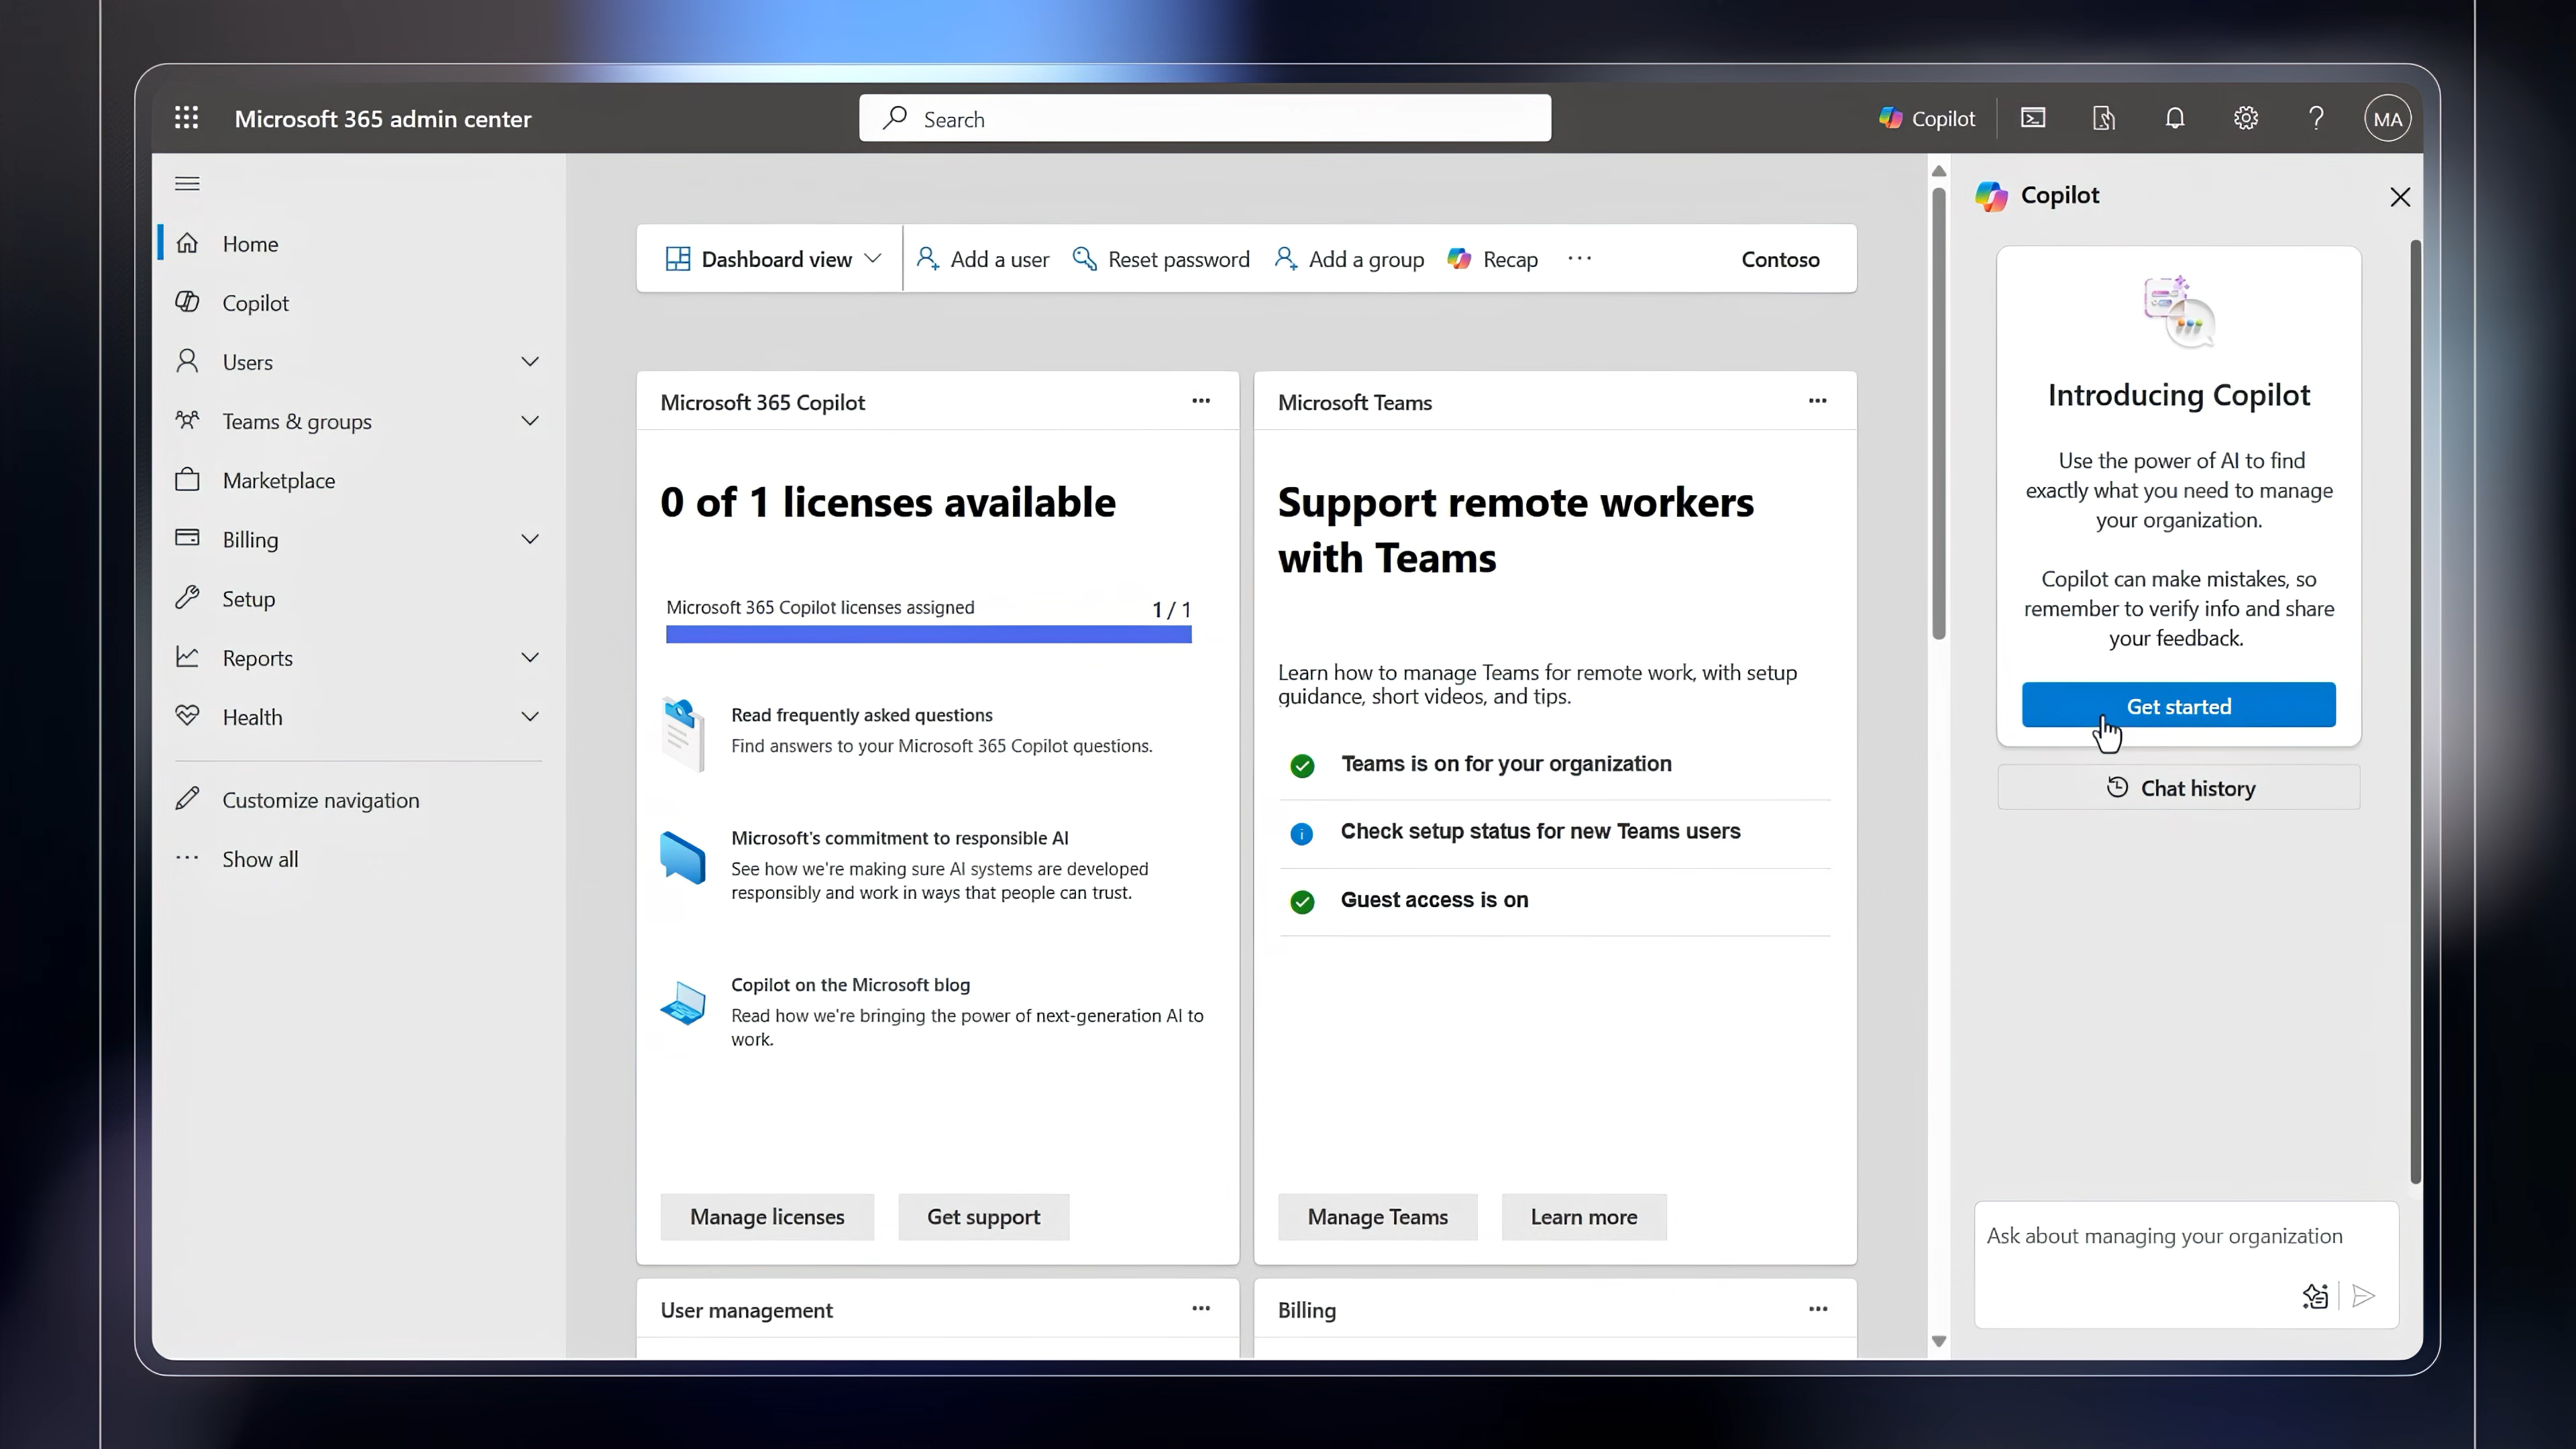 Microsoft 365 admin center
Search
Copilot
MA
Home
Copilot
Users
Teams & groups
Marketplace
Billing
Setup
Reports
Health
Customize navigation
Show all
Dashboard view
Add a user
Reset password
Add a group
Recap
Contoso
Microsoft 365 Copilot
0 of 1 licenses available
Microsoft 365 Copilot licenses assigned
1 / 1
Read frequently asked questions
Find answers to your Microsoft 365 Copilot questions.
Microsoft's commitment to responsible AI
See how we're making sure AI systems are developed
responsibly and work in ways that people can trust.
Copilot on the Microsoft blog
Read how we're bringing the power of next-generation AI to
work.
Manage licenses
Get support
Microsoft Teams
Support remote workers
with Teams
Learn how to manage Teams for remote work, with setup
guidance, short videos, and tips.
Teams is on for your organization
Check setup status for new Teams users
Guest access is on
Manage Teams
Learn more
User management
Billing
Copilot
Introducing Copilot
Use the power of AI to find
exactly what you need to manage
your organization.
Copilot can make mistakes, so
remember to verify info and share
your feedback.
Get started
Chat history
Ask about managing your organization